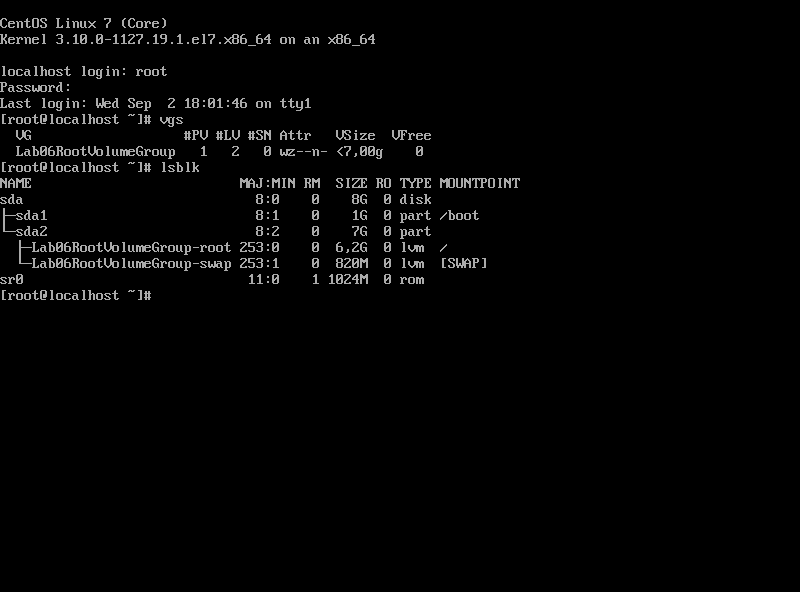 CentOS Linux 7 (Core)
Kernel 3.10.0-1127.19.1.el7.x86_64 on an x86_64
localhost login: root
Password:
Last login: Wed Sep  2 18:01:46 on tty1
[root@localhost ~]# vgs
  VG                   #PV #LV #SN Attr   VSize  VFree
  Lab06RootVolumeGroup   1   2   0 wz--n- <7,00g    0
[root@localhost ~]# lsblk
NAME                          MAJ:MIN RM  SIZE RO TYPE MOUNTPOINT
sda                             8:0    0    8G  0 disk
├─sda1                          8:1    0    1G  0 part /boot
└─sda2                          8:2    0    7G  0 part
  ├─Lab06RootVolumeGroup-root 253:0    0  6,2G  0 lvm  /
  └─Lab06RootVolumeGroup-swap 253:1    0  820M  0 lvm  [SWAP]
sr0                            11:0    1 1024M  0 rom
[root@localhost ~]#